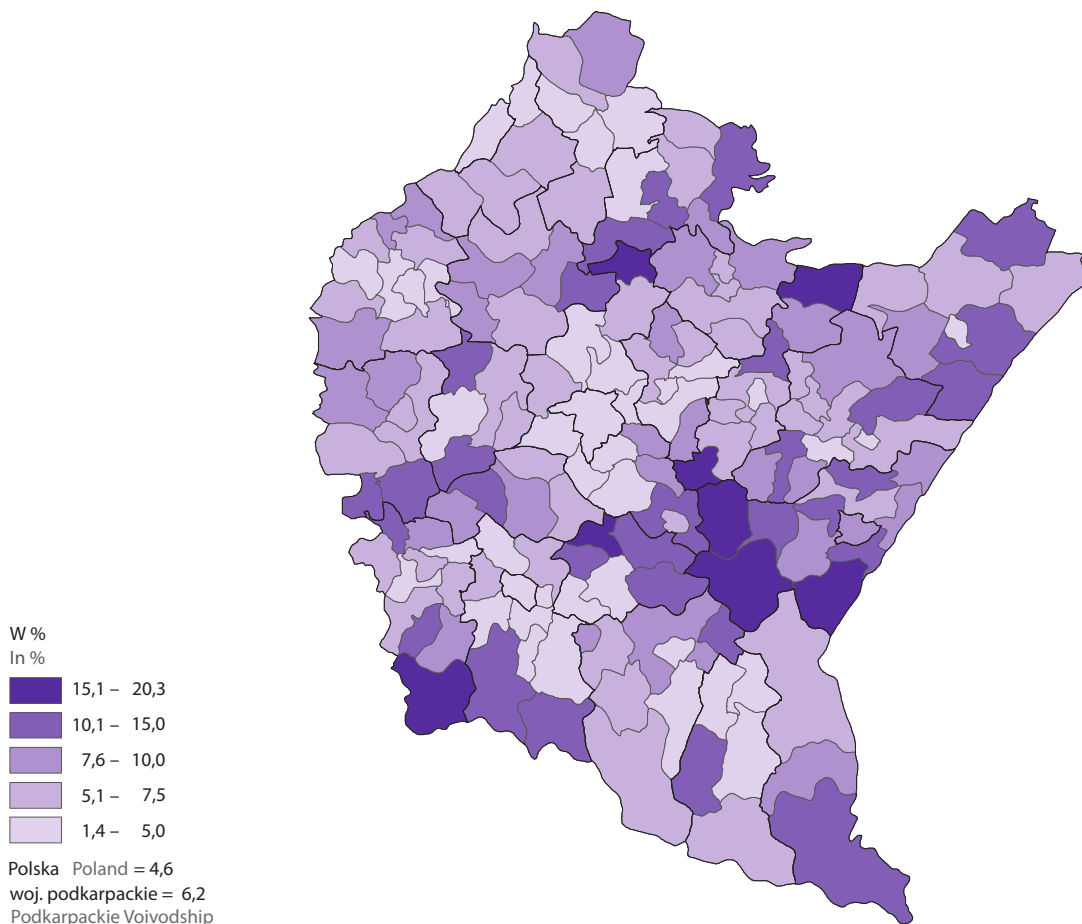 W %
In %
15,1 – 20,3
10,1 – 15,0
7,6 – 10,0
5,1 – 7,5
1,4 – 5,0
Polska Poland = 4,6
woj. podkarpackie = 6,2
Podkarpackie Voivodship